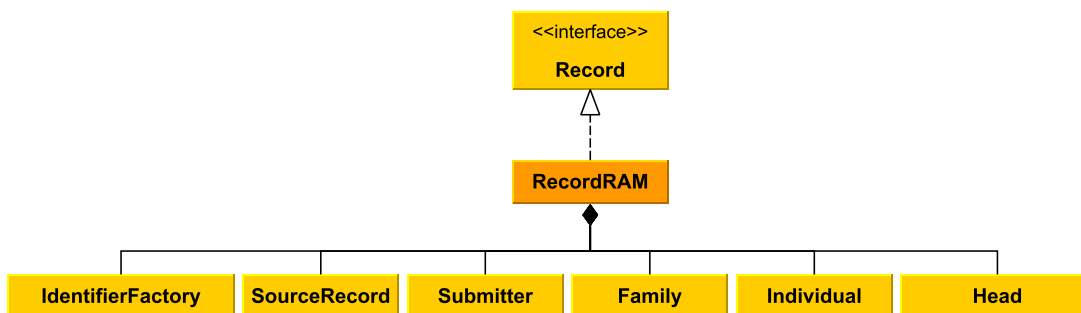 <<interface>>
Record
RecordRAM
IdentifierFactory
SourceRecord
Submitter
Family
Individual
Head